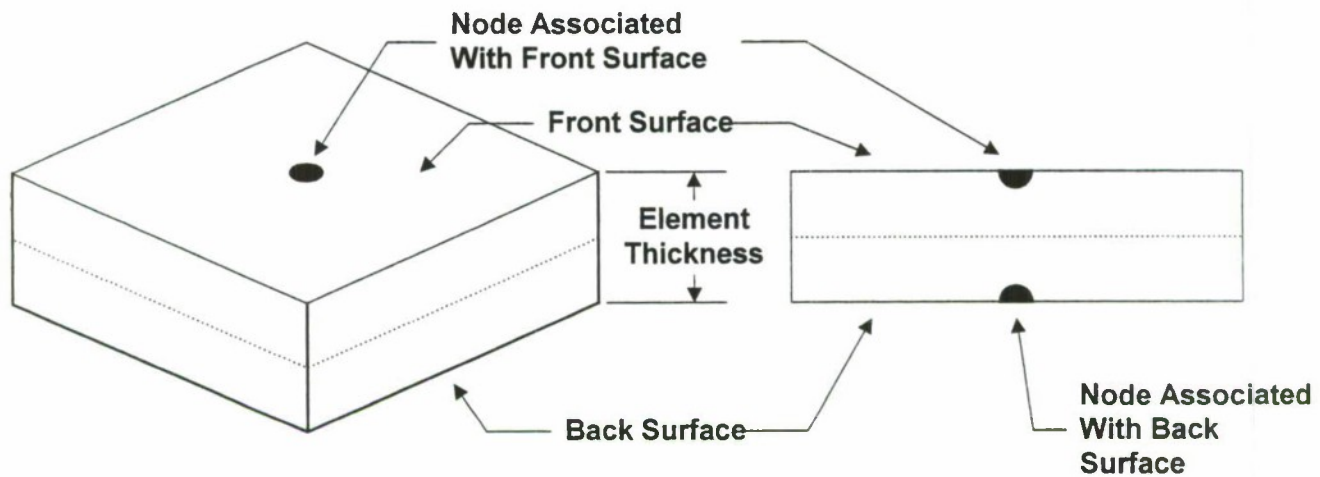 Node Associated
With Front Surface
Front Surface
Element
Thickness
Back Surface
Node Associated
With Back
Surface